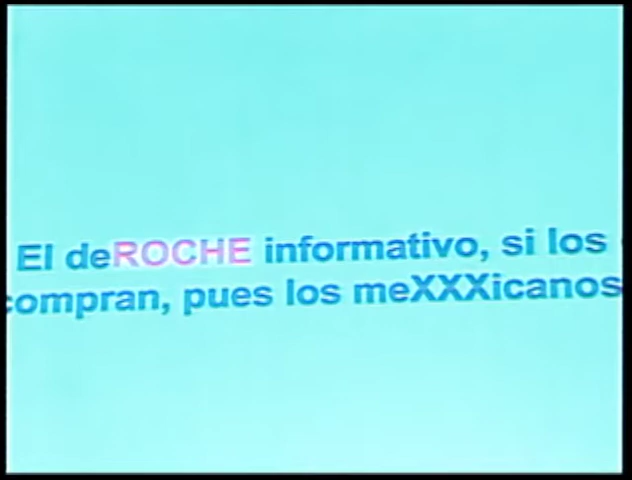 El deROCHE informativo, si los
compran, pues los meXXXicanos